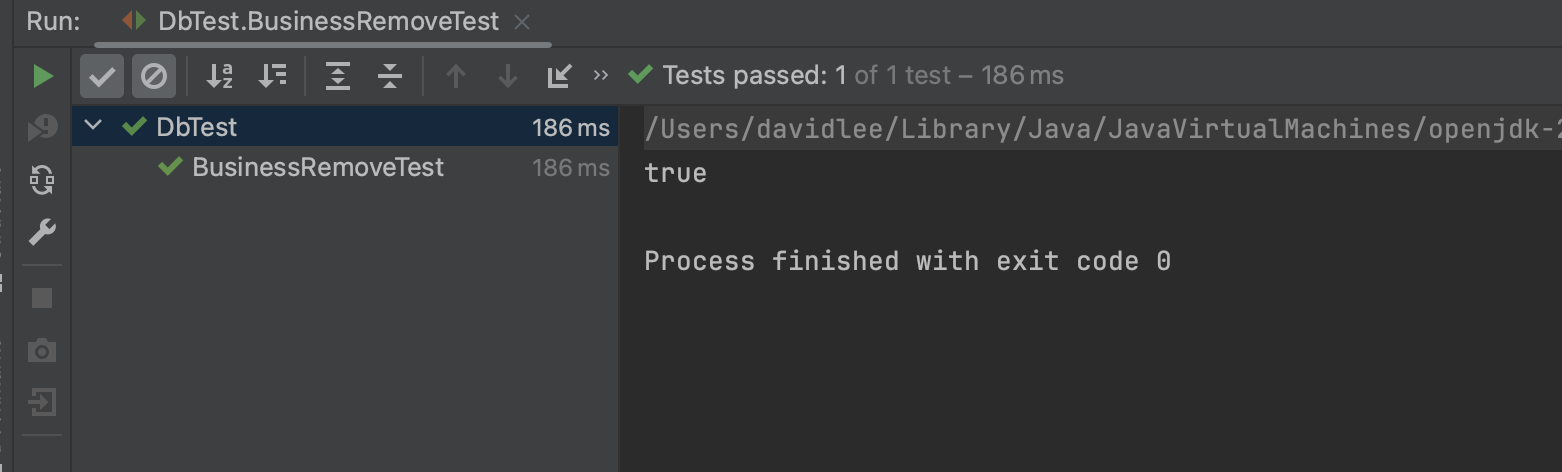 Run: DbTest.BusinessRemoveTest
Tests passed: 1 of 1 test – 186 ms
DbTest 186 ms
BusinessRemoveTest 186 ms
/Users/davidlee/Library/Java/JavaVirtualMachines/openjdk-2
true
Process finished with exit code 0